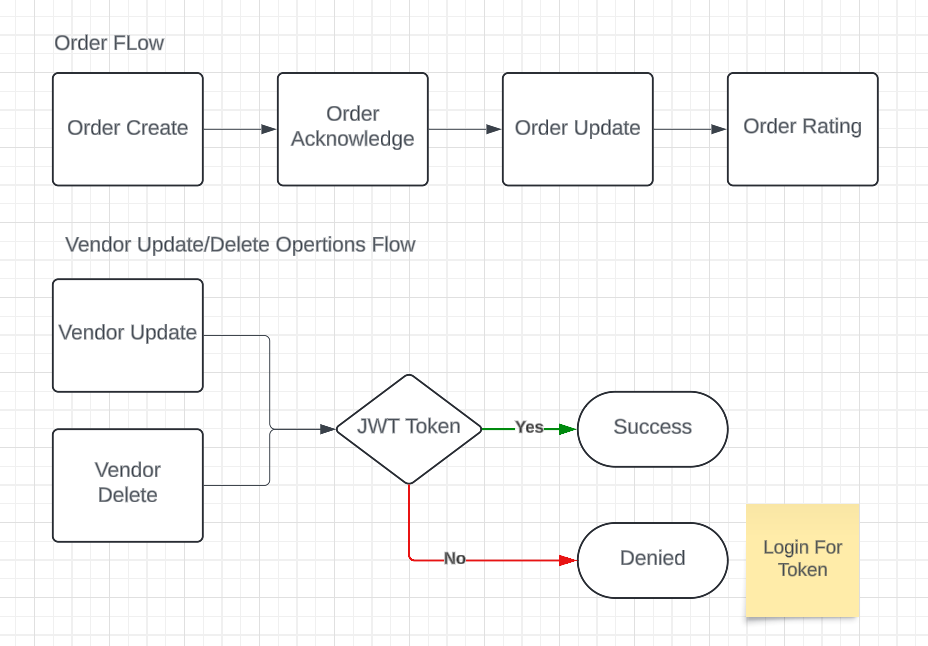 Order FLow
Order Create
Order
Acknowledge
Order Update
Order Rating
Vendor Update/Delete Opertions Flow
Vendor Update
Vendor
Delete
JWT Token
Yes
Success
No
Denied
Login For
Token